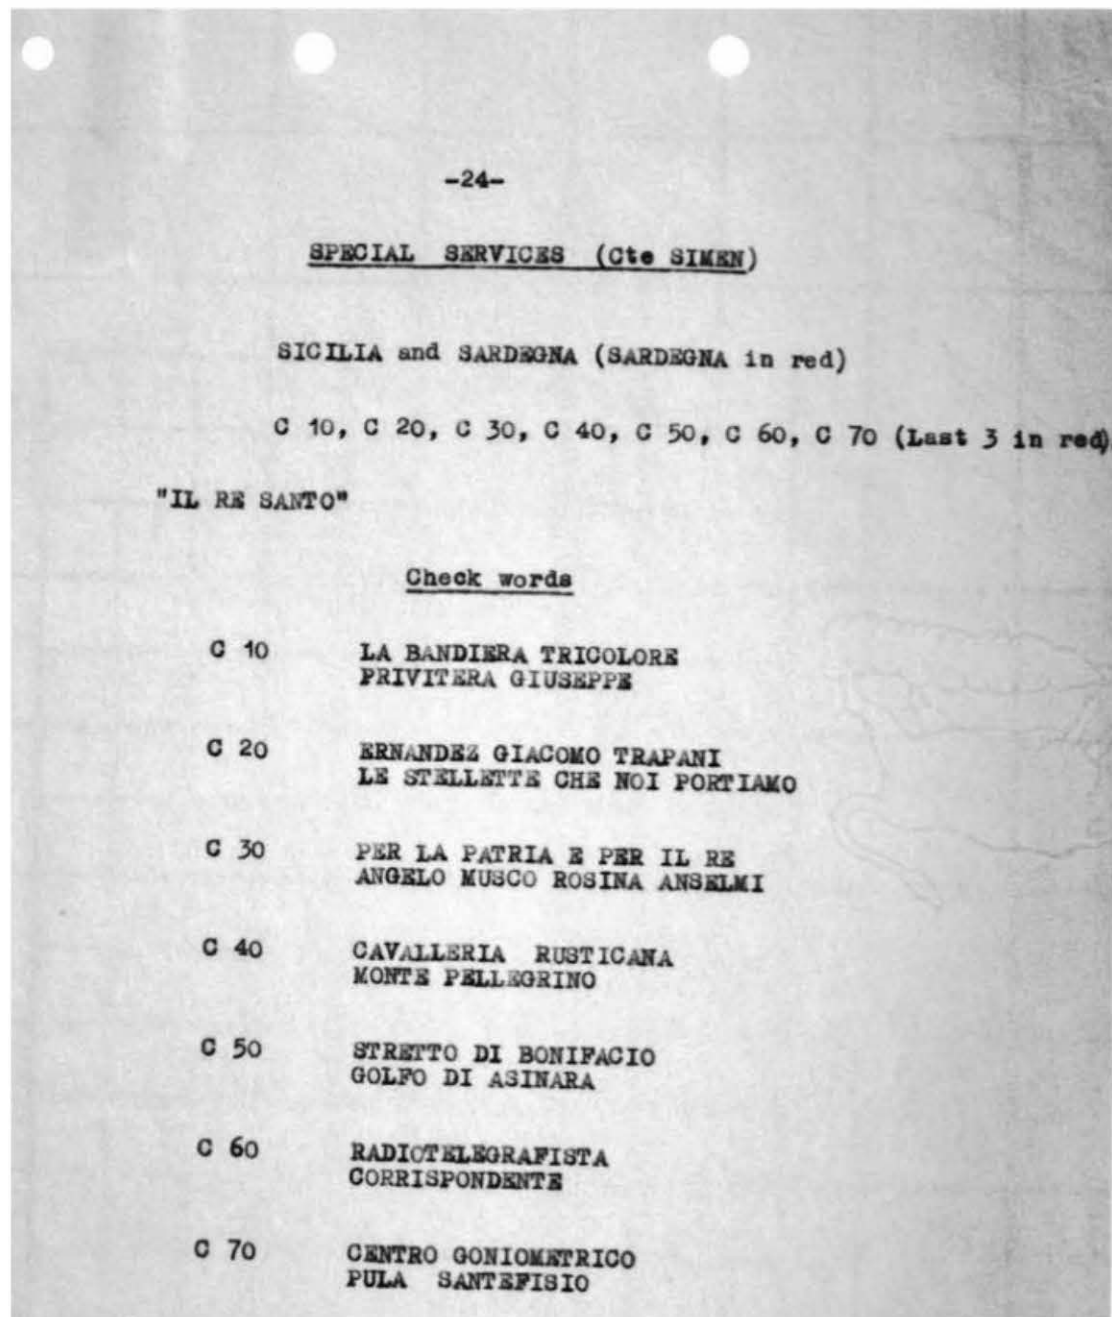 -24-
SPECIAL SERVICES (Cte SIMEN)
SICILIA and SARDEGNA (SARDEGNA in red)
C 10, C 20, C 30, C 40, C 50, C 60, C 70 (Last 3 in red)
"IL RE SANTO"
Check words
C 10 LA BANDIERA TRICOLORE
PRIVITERA GIUSEPPE
C 20 ERNANDEZ GIACOMO TRAPANI
LE STELLETTE CHE NOI PORTIAMO
C 30 PER LA PATRIA E PER IL RE
ANGELO MUSCO ROSINA ANSELMI
C 40 CAVALLERIA RUSTICANA
MONTE PELLEGRINO
C 50 STRETTO DI BONIFACIO
GOLFO DI ASINARA
C 60 RADIOTELEGRAFISTA
CORRISPONDENTE
C 70 CENTRO GONIOMETRICO
PULA SANTEFISIO